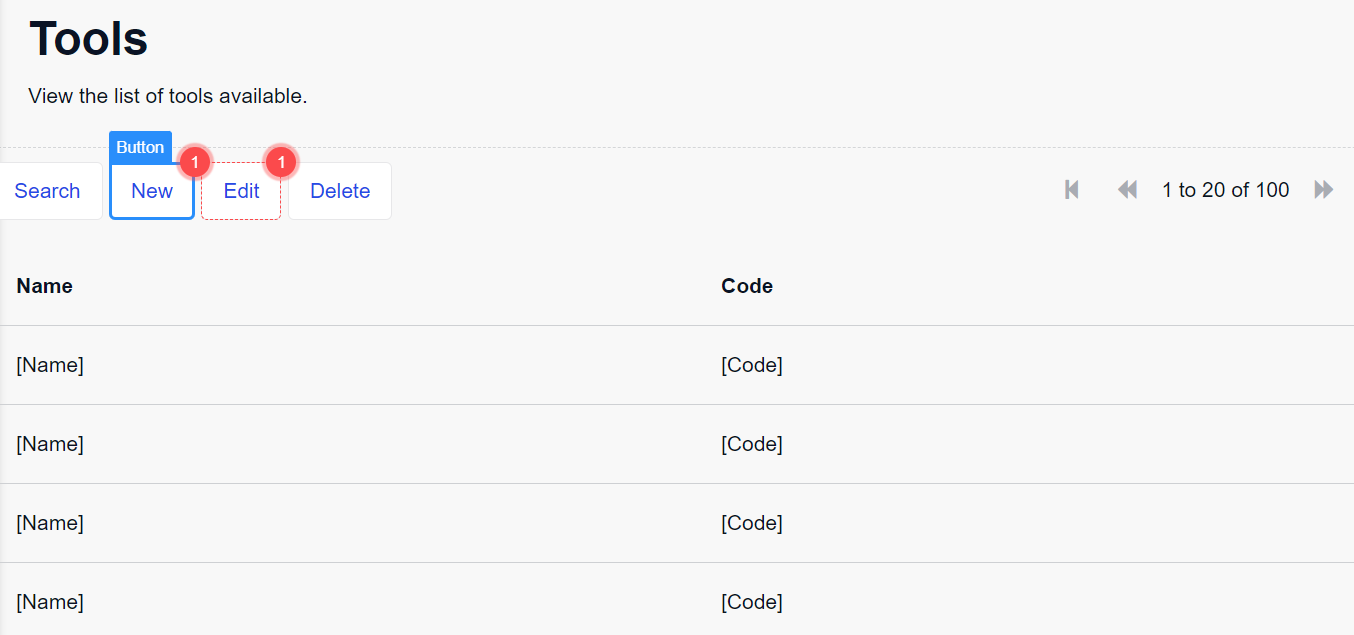 Tools
View the list of tools available.
Button
1 1
Search New Edit Delete 1 to 20 of 100
Name Code
[Name] [Code]
[Name] [Code]
[Name] [Code]
[Name] [Code]